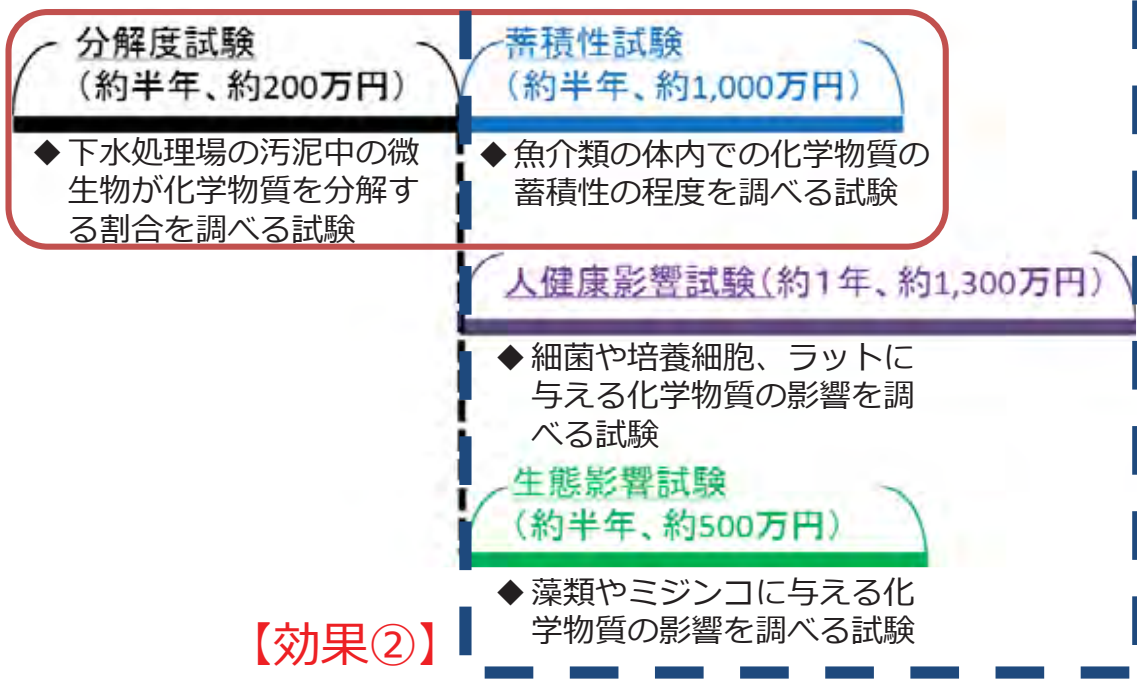 分解度試験
（約半年、約200万円）
◆下水処理場の汚泥中の微
生物が化学物質を分解す
る割合を調べる試験
蓄積性試験
（約半年、約1,000万円）
◆魚介類の体内での化学物質の
蓄積性の程度を調べる試験
人健康影響試験（約１年、約1,300万円）
◆細菌や培養細胞、ラットに
与える化学物質の影響を調
べる試験
生態影響試験
（約半年、約500万円）
◆藻類やミジンコに与える化
学物質の影響を調べる試験
【効果②】